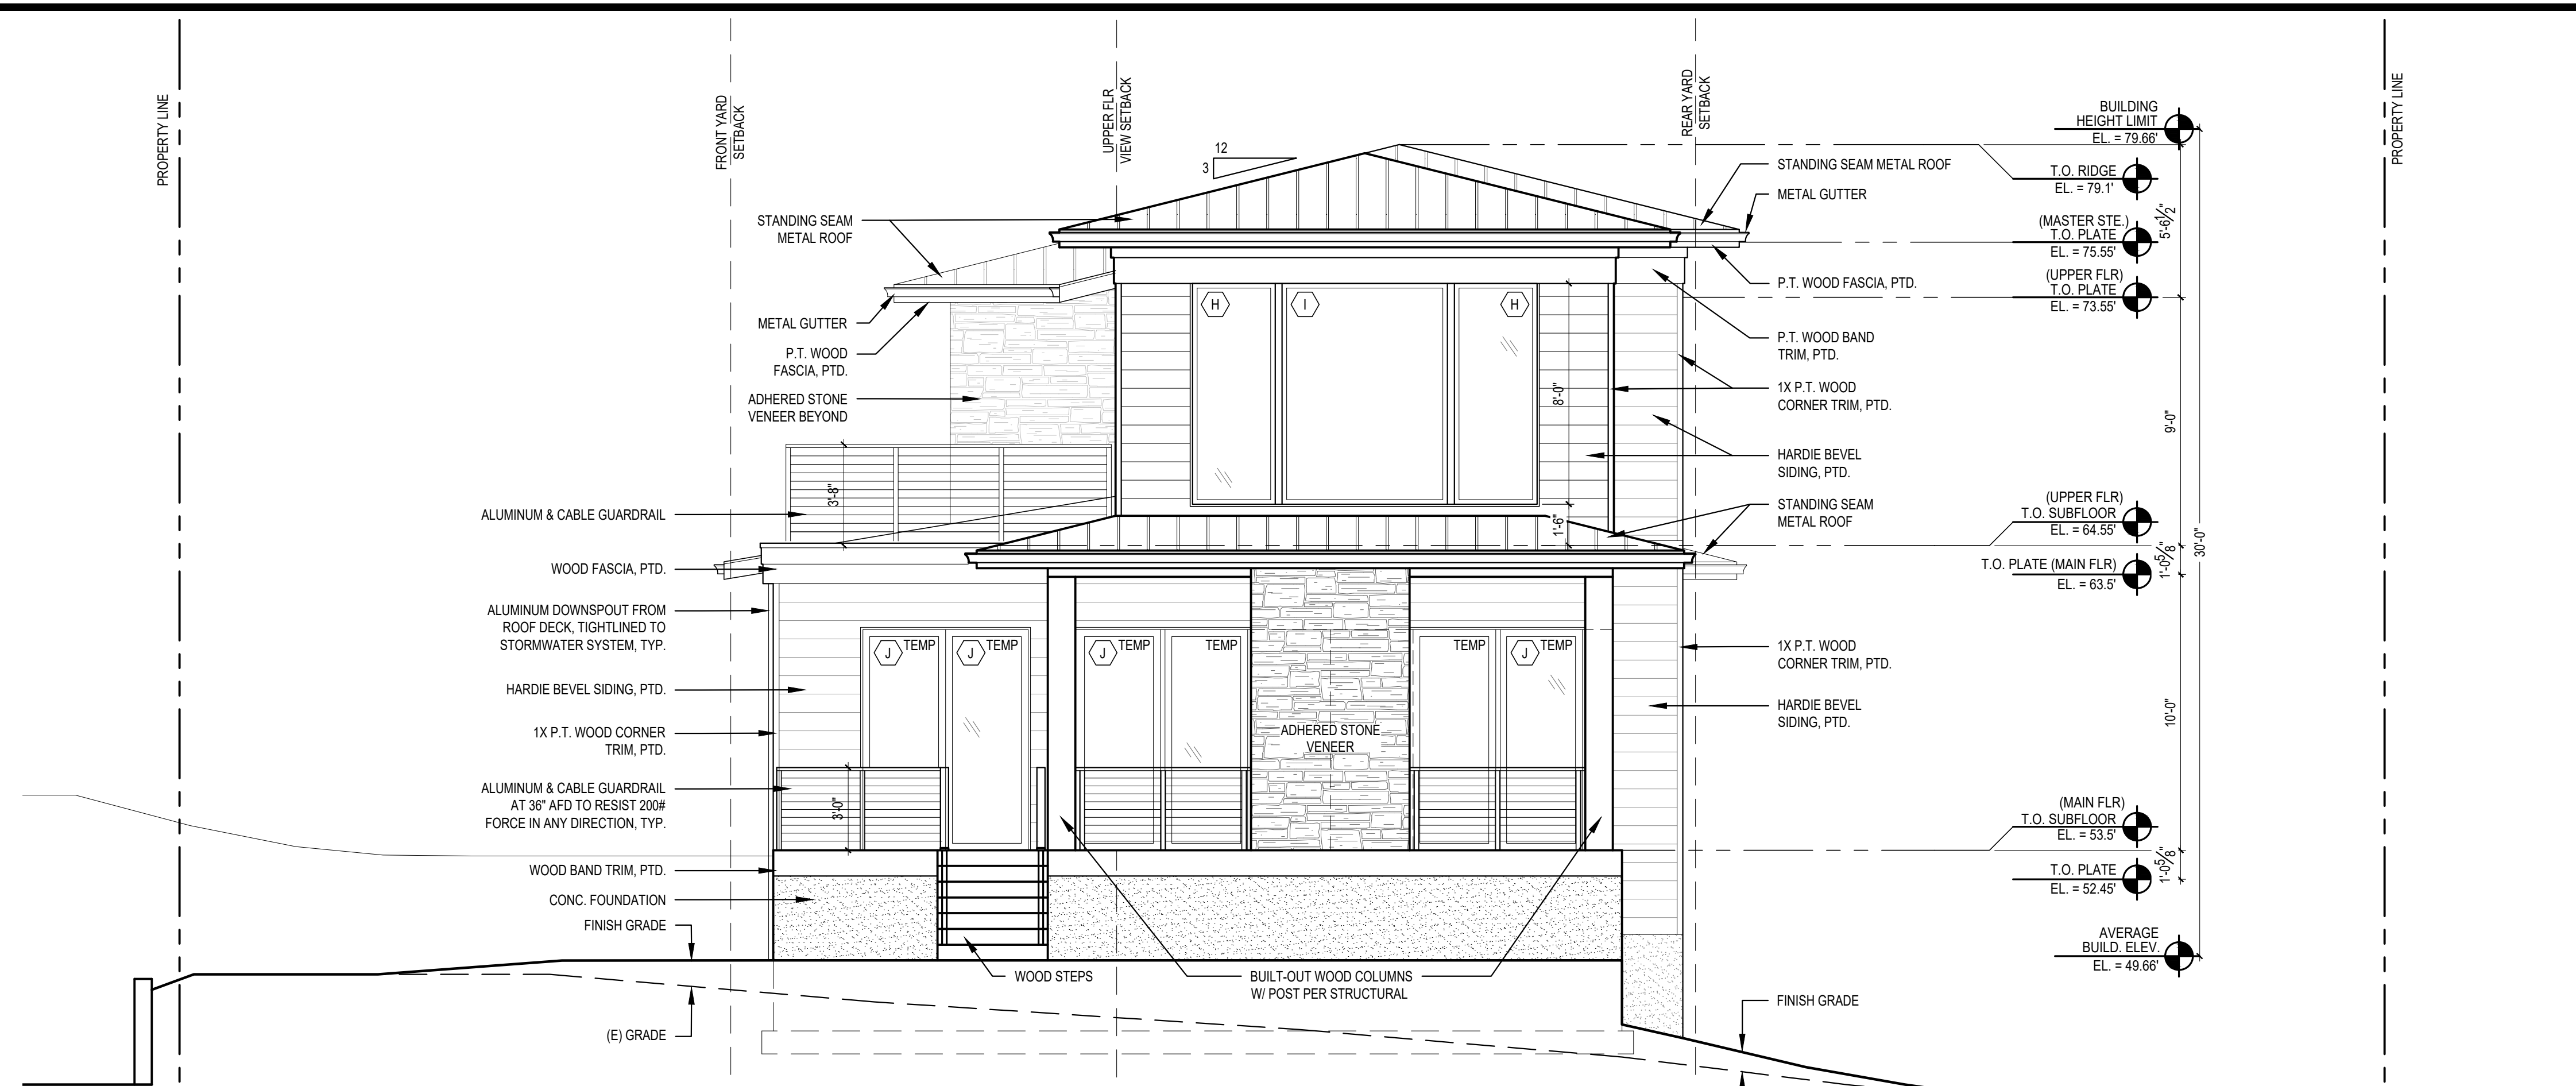 PROPERTY LINE
FRONT YARD
SETBACK
UPPER FLR
VIEW SETBACK
REAR YARD
SETBACK
PROPERTY LINE
12
3
STANDING SEAM
METAL ROOF
METAL GUTTER
P.T. WOOD
FASCIA, PTD.
ADHERED STONE
VENEER BEYOND
ALUMINUM & CABLE GUARDRAIL
WOOD FASCIA, PTD.
ALUMINUM DOWNSPOUT FROM
ROOF DECK, TIGHTLINED TO
STORMWATER SYSTEM, TYP.
HARDIE BEVEL SIDING, PTD.
1X P.T. WOOD CORNER
TRIM, PTD.
ALUMINUM & CABLE GUARDRAIL
AT 36" AFD TO RESIST 200#
FORCE IN ANY DIRECTION, TYP.
WOOD BAND TRIM, PTD.
CONC. FOUNDATION
FINISH GRADE
(E) GRADE
3'-8"
3'-0"
H
I
H
8'-0"
1'-6"
J
TEMP
J
TEMP
J
TEMP
TEMP
TEMP
J
TEMP
ADHERED STONE
VENEER
WOOD STEPS
BUILT-OUT WOOD COLUMNS
W/ POST PER STRUCTURAL
STANDING SEAM METAL ROOF
METAL GUTTER
P.T. WOOD FASCIA, PTD.
P.T. WOOD BAND
TRIM, PTD.
1X P.T. WOOD
CORNER TRIM, PTD.
HARDIE BEVEL
SIDING, PTD.
STANDING SEAM
METAL ROOF
1X P.T. WOOD
CORNER TRIM, PTD.
HARDIE BEVEL
SIDING, PTD.
FINISH GRADE
BUILDING
HEIGHT LIMIT
EL. = 79.66'
T.O. RIDGE
EL. = 79.1'
(MASTER STE.)
T.O. PLATE
EL. = 75.55'
(UPPER FLR)
T.O. PLATE
EL. = 73.55'
(UPPER FLR)
T.O. SUBFLOOR
EL. = 64.55'
T.O. PLATE (MAIN FLR)
EL. = 63.5'
(MAIN FLR)
T.O. SUBFLOOR
EL. = 53.5'
T.O. PLATE
EL. = 52.45'
AVERAGE
BUILD. ELEV.
EL. = 49.66'
5'-6 1/2"
9'-0"
1'-0 5/8"
10'-0"
1'-0 5/8"
30'-0"